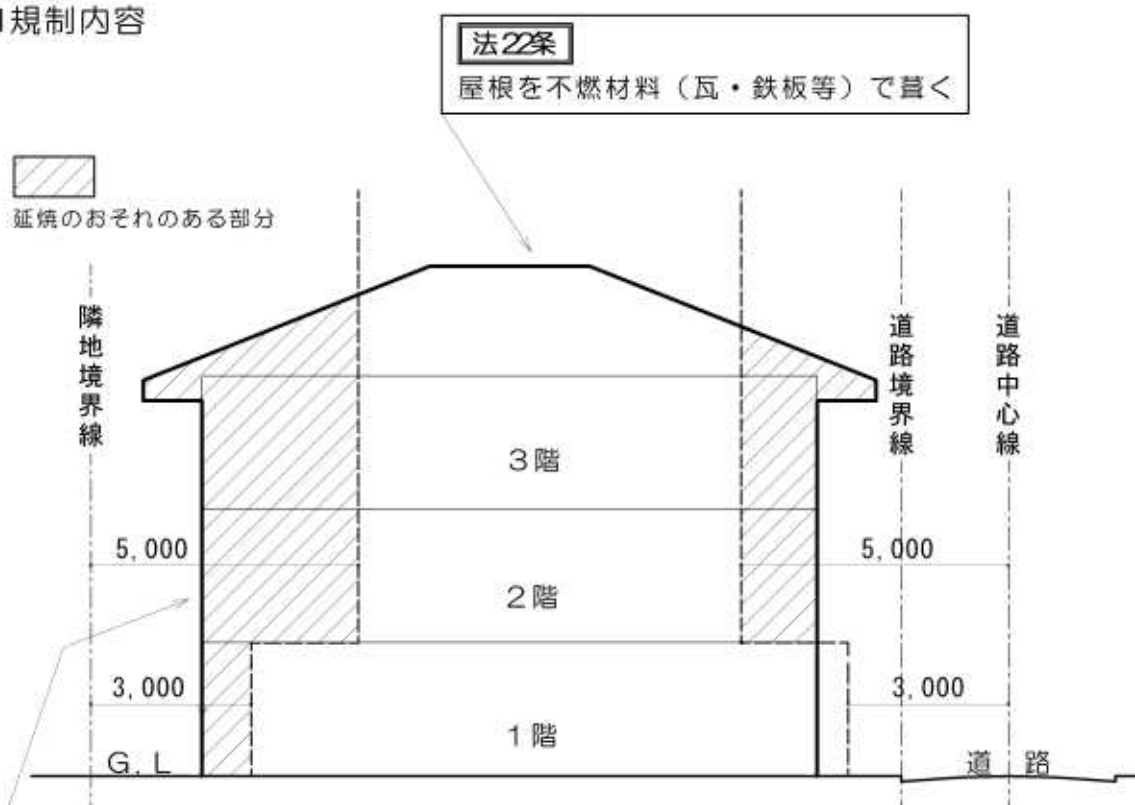 規制内容
法22条
屋根を不燃材料（瓦・鉄板等）で葺く
延焼のおそれのある部分
隣地境界線
道路境界線
道路中心線
3階
5,000
5,000
2階
3,000
3,000
1階
G.L
道 路